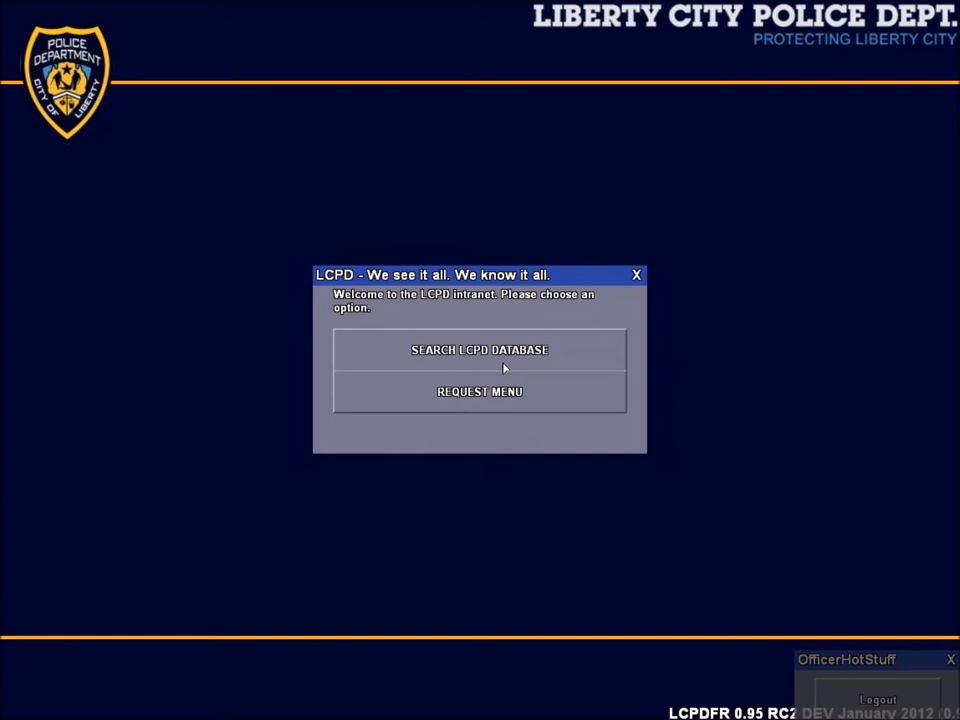 LIBERTY CITY POLICE DEPT.
PROTECTING LIBERTY CITY
POLICE
DEPARTMENT
CITY OF LIBERTY
LCPD - We see it all. We know it all. X
Welcome to the LCPD intranet. Please choose an
option.
SEARCH LCPD DATABASE
REQUEST MENU
OfficerHotStuff X
Logout
LCPDFR 0.95 RC2 DEV January 2012 (0.9